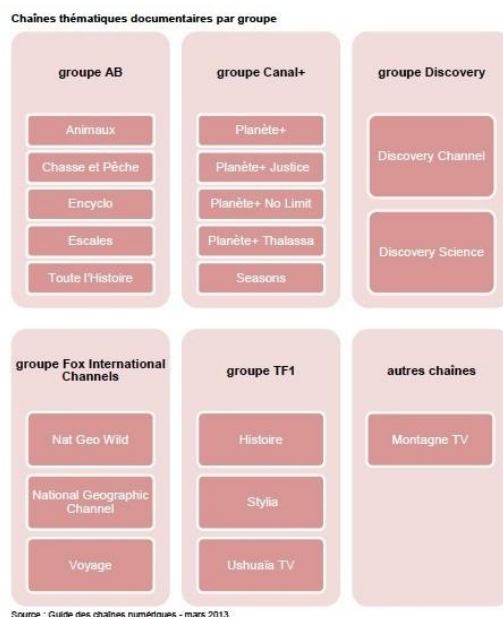 Chaînes thématiques documentaires par groupe
groupe AB
Animaux
Chasse et Pêche
Encyclo
Escales
Toute l'Histoire
groupe Canal+
Planète+
Planète+ Justice
Planète+ No Limit
Planète+ Thalassa
Seasons
groupe Discovery
Discovery Channel
Discovery Science
groupe Fox International
Channels
Nat Geo Wild
National Geographic
Channel
Voyage
groupe TF1
Histoire
Stylia
Ushuaïa TV
autres chaînes
Montagne TV
Source : Guide des chaînes numériques - mars 2013.